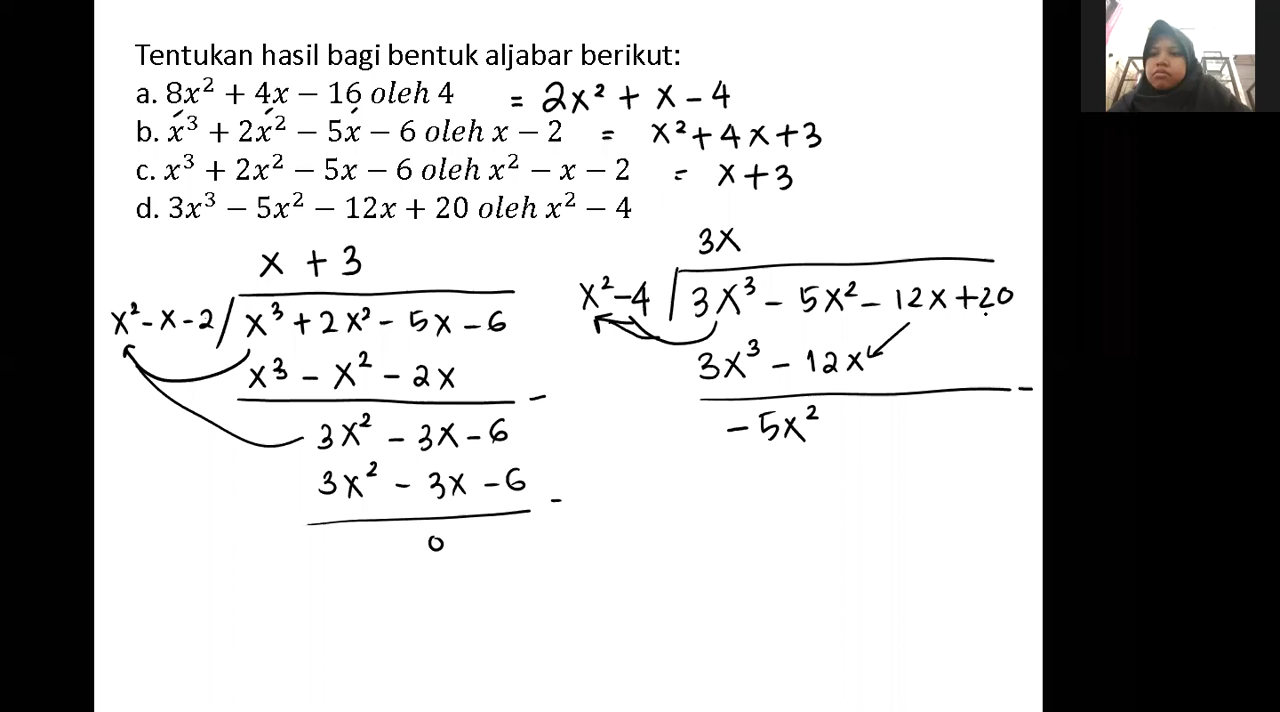 Tentukan hasil bagi bentuk aljabar berikut:
a. 8x² + 4x − 16 oleh 4 = 2x² + x − 4
b. x³ + 2x² − 5x − 6 oleh x − 2 = x² + 4x + 3
c. x³ + 2x² − 5x − 6 oleh x² − x − 2 = x + 3
d. 3x³ − 5x² − 12x + 20 oleh x² − 4
x + 3
x² − x − 2 / x³ + 2x² − 5x − 6
x³ − x² − 2x
−
3x² − 3x − 6
3x² − 3x − 6
−
0
3x
x² − 4 / 3x³ − 5x² − 12x + 20
3x³ − 12x
−
− 5x²